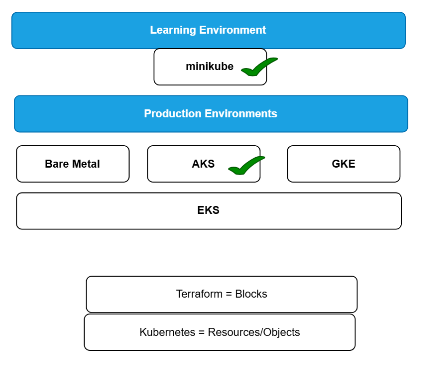 Learning Environment
minikube
Production Environments
Bare Metal
AKS
GKE
EKS
Terraform = Blocks
Kubernetes = Resources/Objects